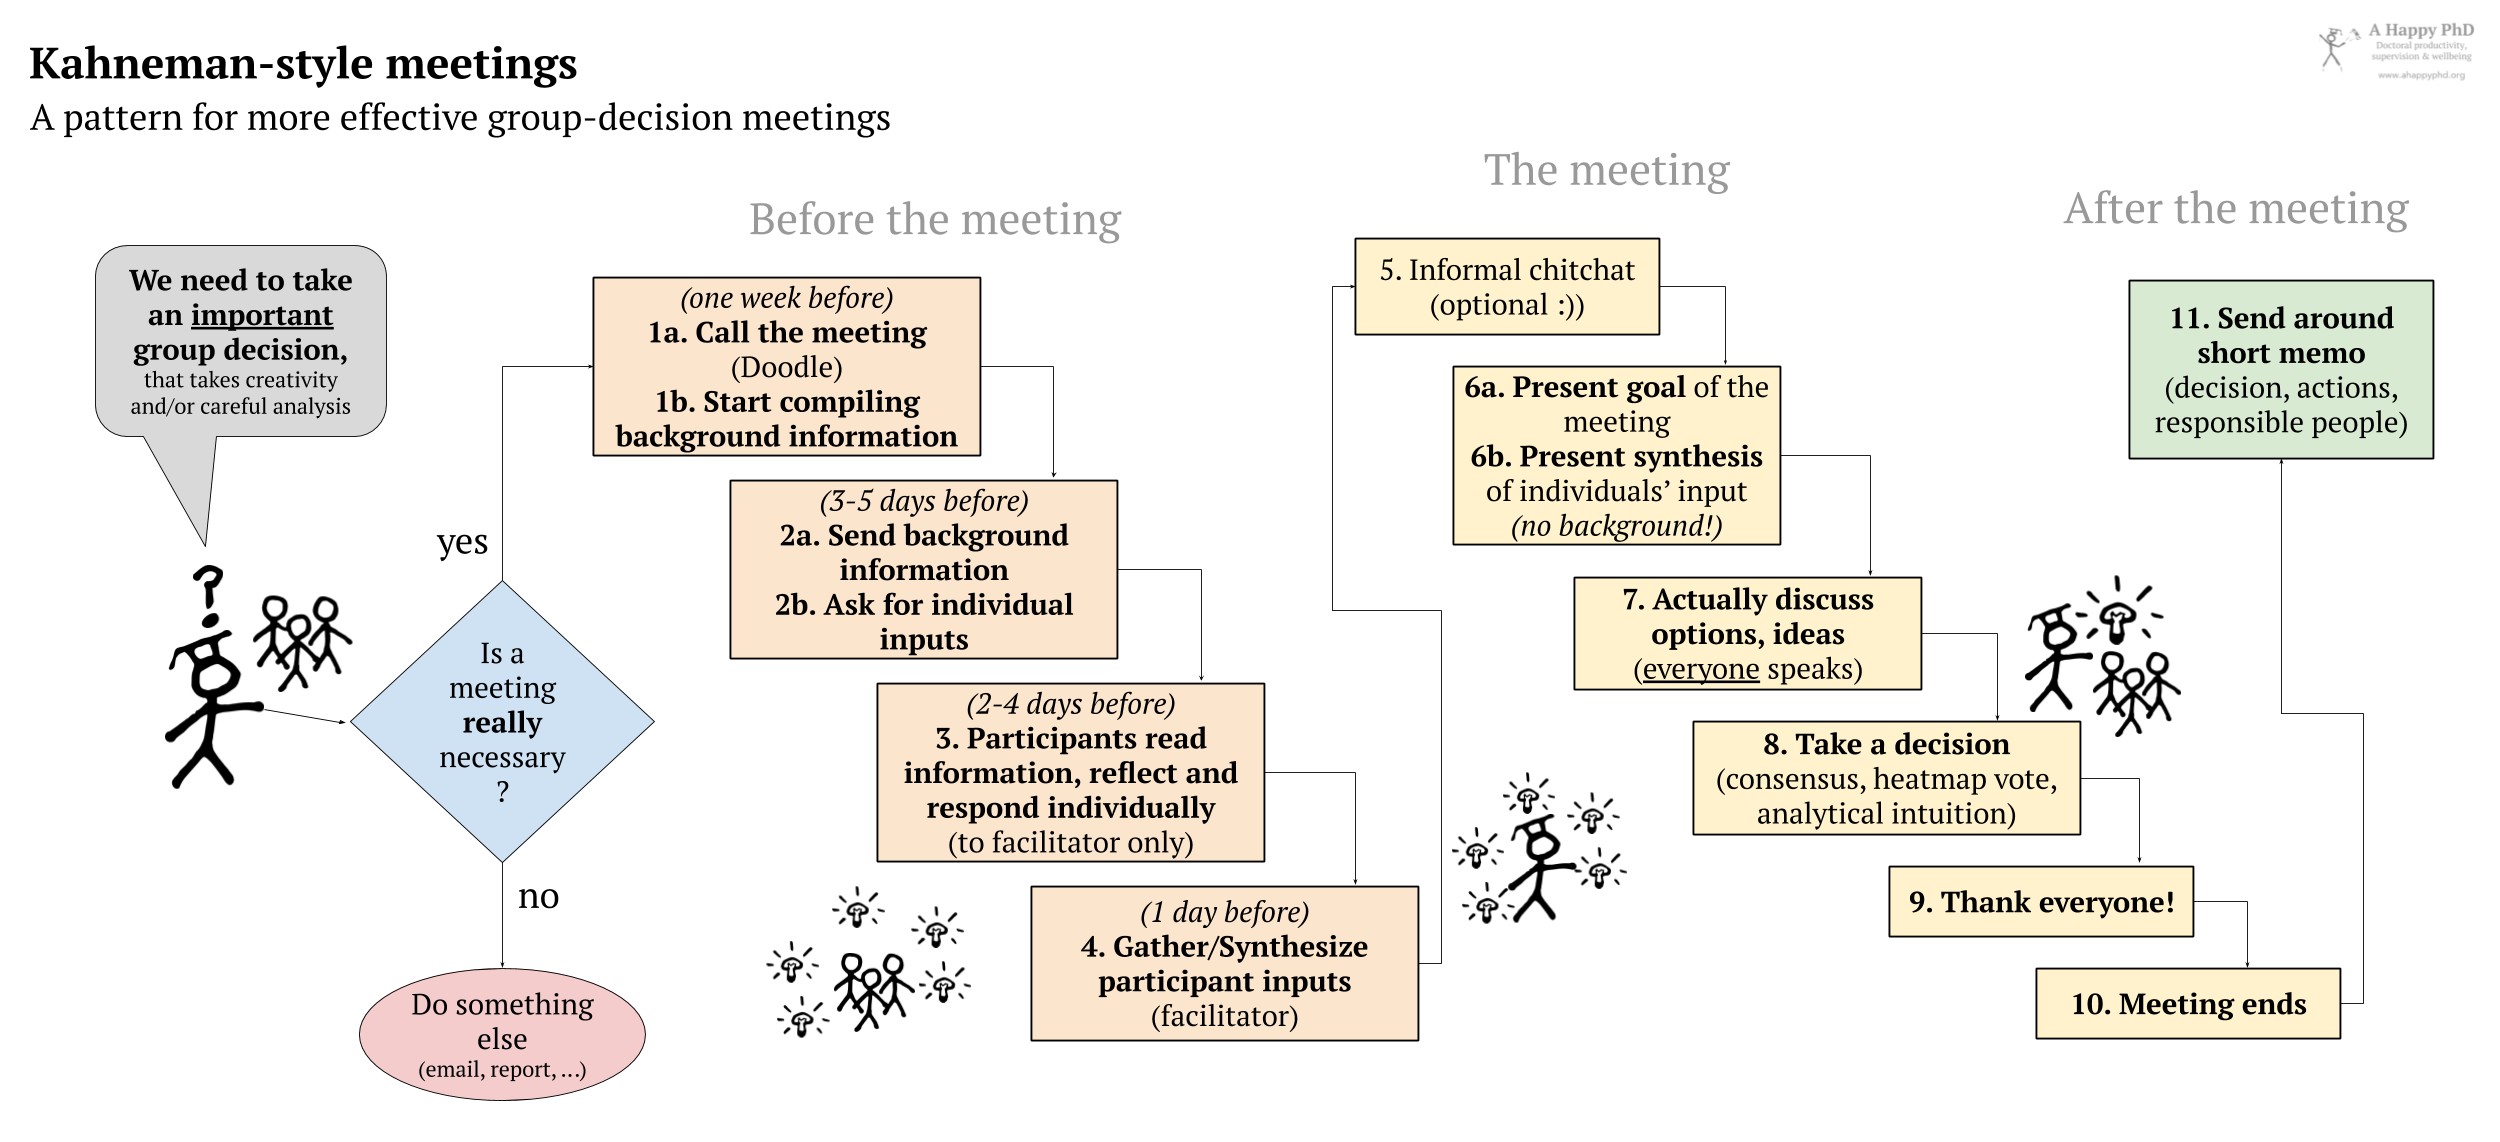 Kahneman-style meetings
A pattern for more effective group-decision meetings
A Happy PhD
Doctoral productivity,
supervision & wellbeing
www.ahappyphd.org
We need to take
an important
group decision,
that takes creativity
and/or careful analysis
?
Is a
meeting
really
necessary
?
yes
no
Do something
else
(email, report, ...)
Before the meeting
(one week before)
1a. Call the meeting
(Doodle)
1b. Start compiling
background information
(3-5 days before)
2a. Send background
information
2b. Ask for individual
inputs
(2-4 days before)
3. Participants read
information, reflect and
respond individually
(to facilitator only)
(1 day before)
4. Gather/Synthesize
participant inputs
(facilitator)
The meeting
5. Informal chitchat
(optional :))
6a. Present goal of the
meeting
6b. Present synthesis
of individuals’ input
(no background!)
7. Actually discuss
options, ideas
(everyone speaks)
8. Take a decision
(consensus, heatmap vote,
analytical intuition)
9. Thank everyone!
10. Meeting ends
After the meeting
11. Send around
short memo
(decision, actions,
responsible people)